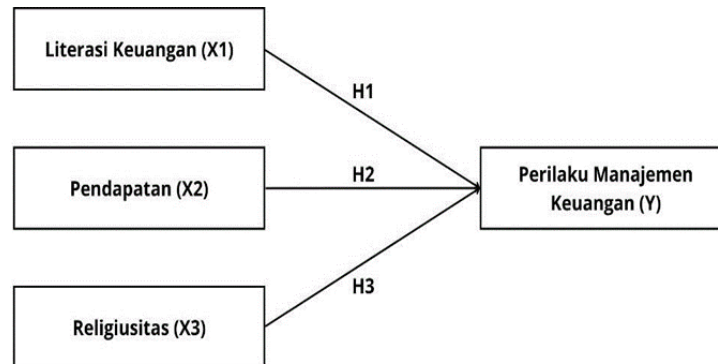 Literasi Keuangan (X1)
H1
Pendapatan (X2)
H2
Perilaku Manajemen
Keuangan (Y)
H3
Religiusitas (X3)